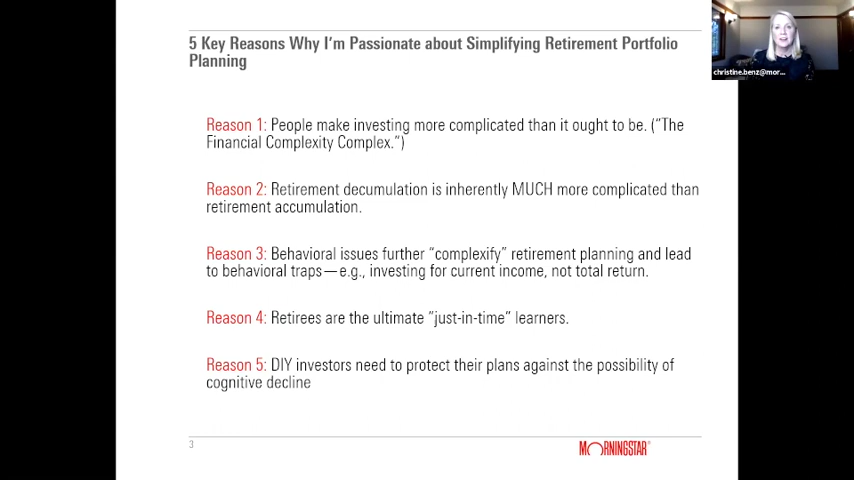 5 Key Reasons Why I'm Passionate about Simplifying Retirement Portfolio
Planning
christine.benz@mor...
Reason 1: People make investing more complicated than it ought to be. ("The
Financial Complexity Complex.")
Reason 2: Retirement decumulation is inherently MUCH more complicated than
retirement accumulation.
Reason 3: Behavioral issues further "complexify" retirement planning and lead
to behavioral traps—e.g., investing for current income, not total return.
Reason 4: Retirees are the ultimate "just-in-time" learners.
Reason 5: DIY investors need to protect their plans against the possibility of
cognitive decline
3
MORNINGSTAR®